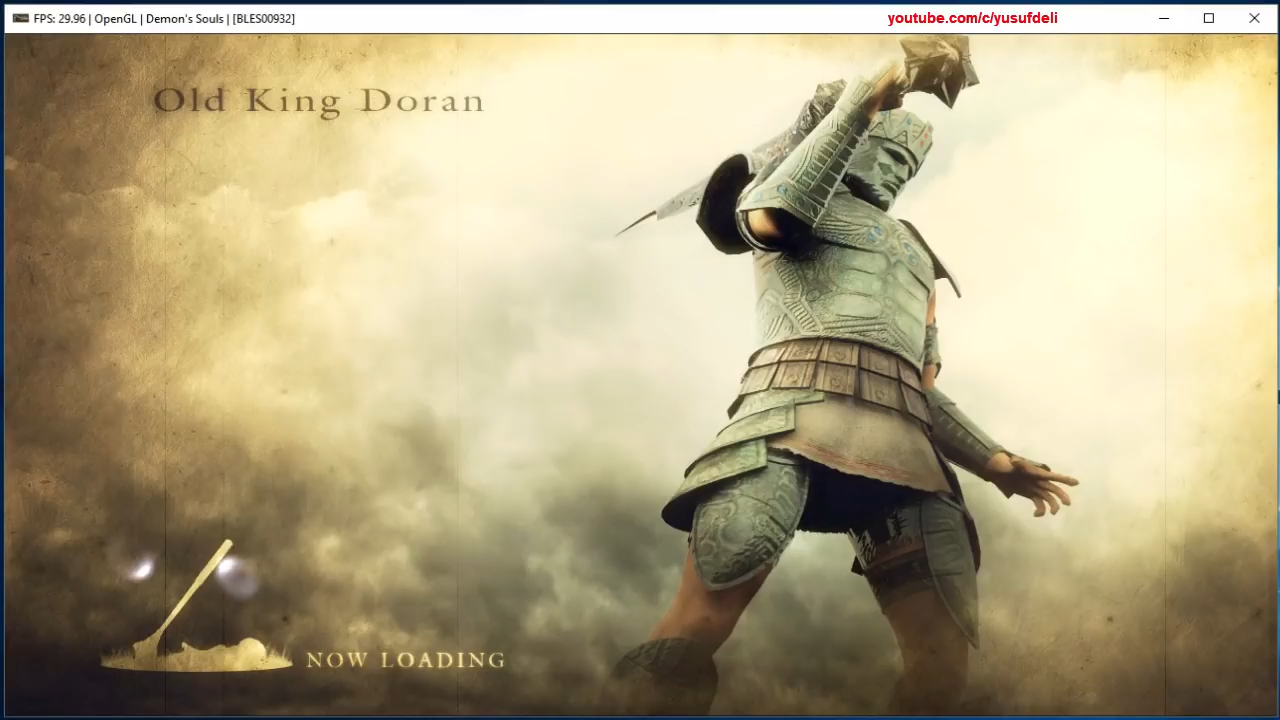 FPS: 29.96 | OpenGL | Demon's Souls | [BLES00932]
youtube.com/c/yusufdeli
Old King Doran
NOW LOADING